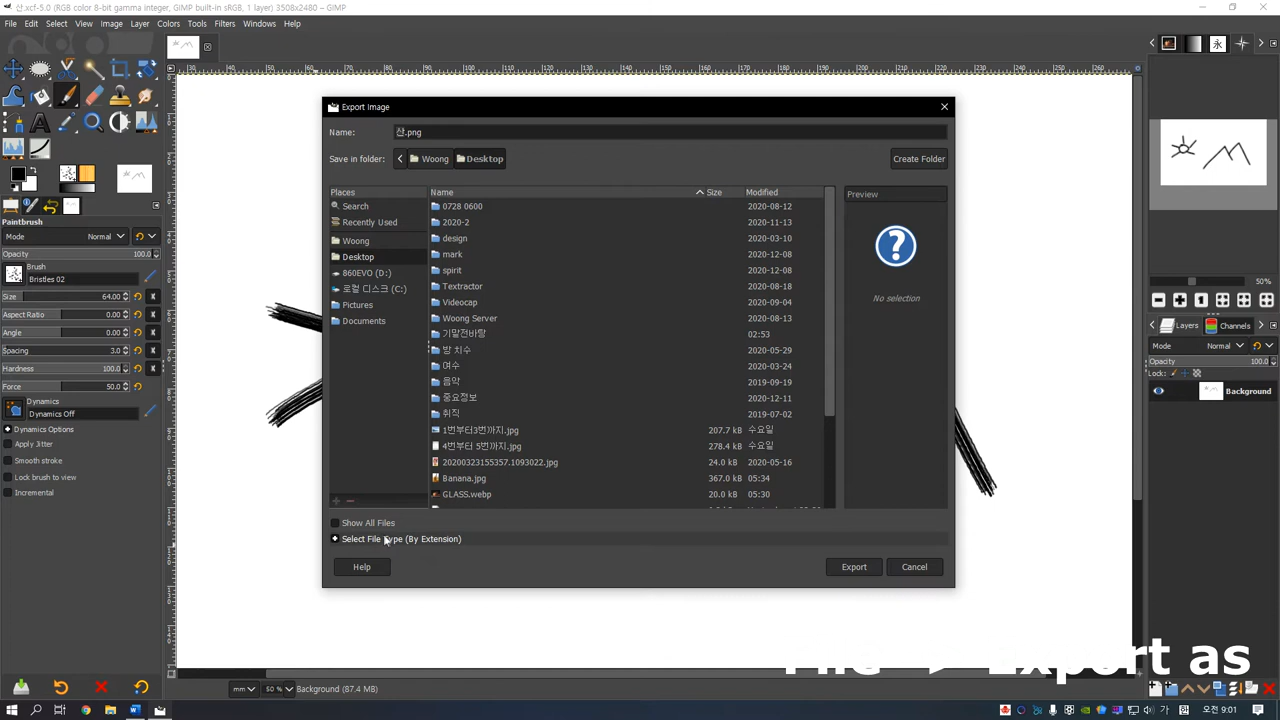 산.xcf-5.0 (RGB color 8-bit gamma integer, GIMP built-in sRGB, 1 layer) 3508x2480 – GIMP
File Edit Select View Image Layer Colors Tools Filters Windows Help
Export Image
Name: 산.png
Save in folder: Woong Desktop Create Folder
Places Name Size Modified Preview
Search
Recently Used
Woong
Desktop
860EVO (D:)
로컬 디스크 (C:)
Pictures
Documents
0728 0600 2020-08-12
2020-2 2020-11-13
design 2020-03-10
mark 2020-12-08
spirit 2020-12-08
Textractor 2020-08-18
Videocap 2020-09-04
Woong Server 2020-08-13
기말전바탕 02:53
방 치수 2020-05-29
여수 2020-03-24
음악 2019-09-19
중요정보 2020-12-11
취직 2019-07-02
1번부터3번까지.jpg 207.7 kB 수요일
4번부터 5번까지.jpg 278.4 kB 수요일
20200323155357.1093022.jpg 24.0 kB 2020-05-16
Banana.jpg 367.0 kB 05:34
GLASS.webp 20.0 kB 05:30
No selection
Show All Files
Select File Type (By Extension)
Help Export Cancel
Paintbrush
Mode Normal
Opacity 100.0
Brush
Bristles 02
Size 64.00
Aspect Ratio 0.00
Angle 0.00
Spacing 3.0
Hardness 100.0
Force 50.0
Dynamics
Dynamics Off
Dynamics Options
Apply Jitter
Smooth stroke
Lock brush to view
Incremental
50%
Layers Channels
Mode Normal
Opacity 100.0
Lock:
Background
File -> Export as
mm 50 % Background (87.4 MB)
오후 9:01